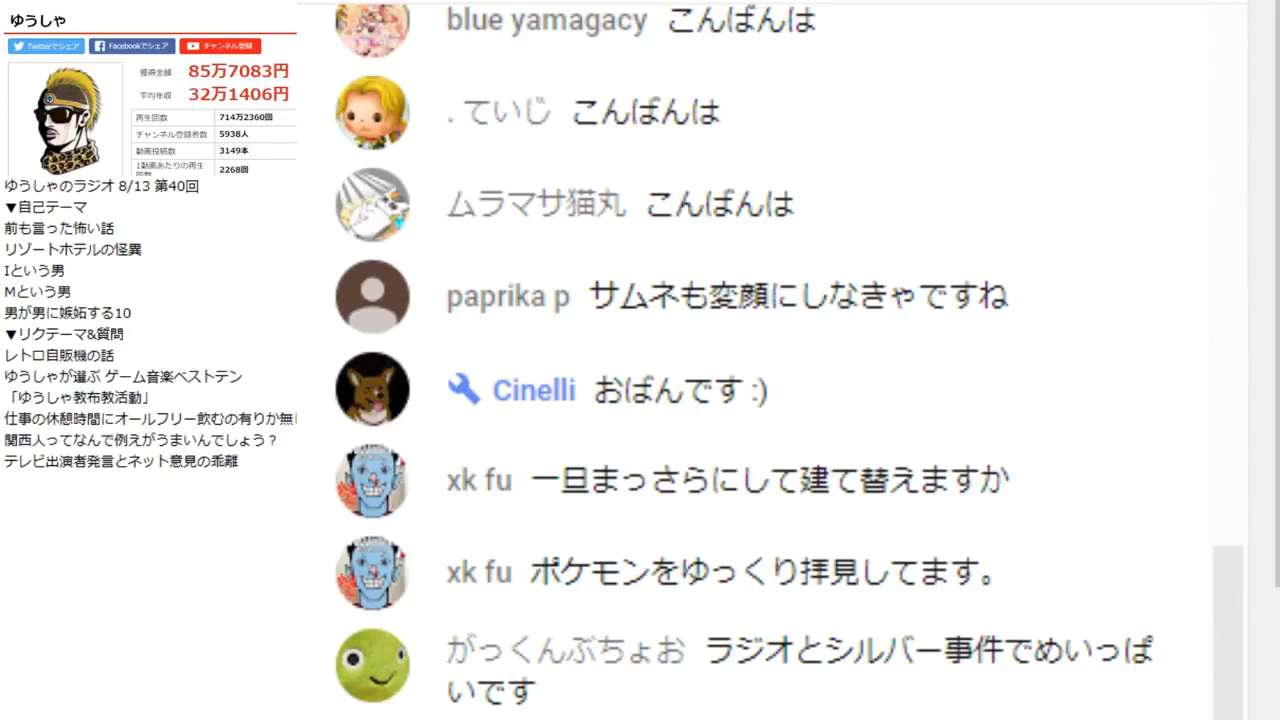 ゆうしゃ
Twitterでシェア
Facebookでシェア
チャンネル登録
獲得金額 85万7083円
平均年収 32万1406円
再生回数 714万2360回
チャンネル登録者数 5938人
動画投稿数 3149本
1動画あたりの再生 2268回
ゆうしゃのラジオ 8/13 第40回
▼自己テーマ
前も言った怖い話
リゾートホテルの怪異
Iという男
Mという男
男が男に嫉妬する10
▼リクテーマ&質問
レトロ自販機の話
ゆうしゃが選ぶ ゲーム音楽ベストテン
「ゆうしゃ教布教活動」
仕事の休憩時間にオールフリー飲むの有りか無し
関西人ってなんで例えがうまいんでしょう?
テレビ出演者発言とネット意見の乖離
blue yamagacy こんばんは
. ていじ こんばんは
ムラマサ猫丸 こんばんは
paprika p サムネも変顔にしなきゃですね
Cinelli おばんです :)
xk fu 一旦まっさらにして建て替えますか
xk fu ポケモンをゆっくり拝見してます。
がっくんぶちょお ラジオとシルバー事件でめいっぱ
いです